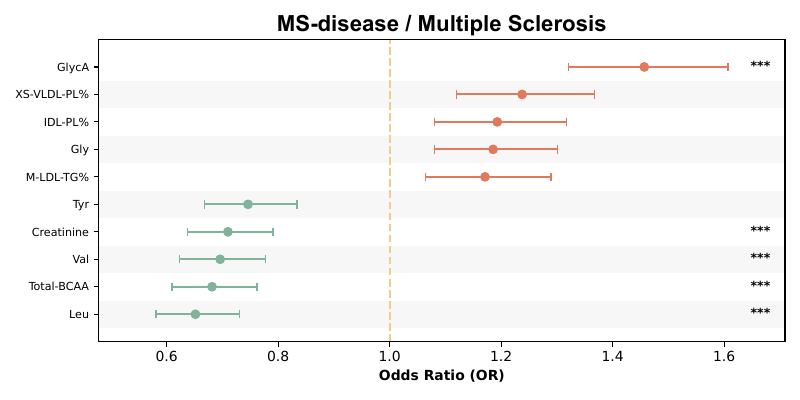 MS-disease / Multiple Sclerosis
GlycA ***
XS-VLDL-PL%
IDL-PL%
Gly
M-LDL-TG%
Tyr
Creatinine ***
Val ***
Total-BCAA ***
Leu ***
0.6 0.8 1.0 1.2 1.4 1.6
Odds Ratio (OR)